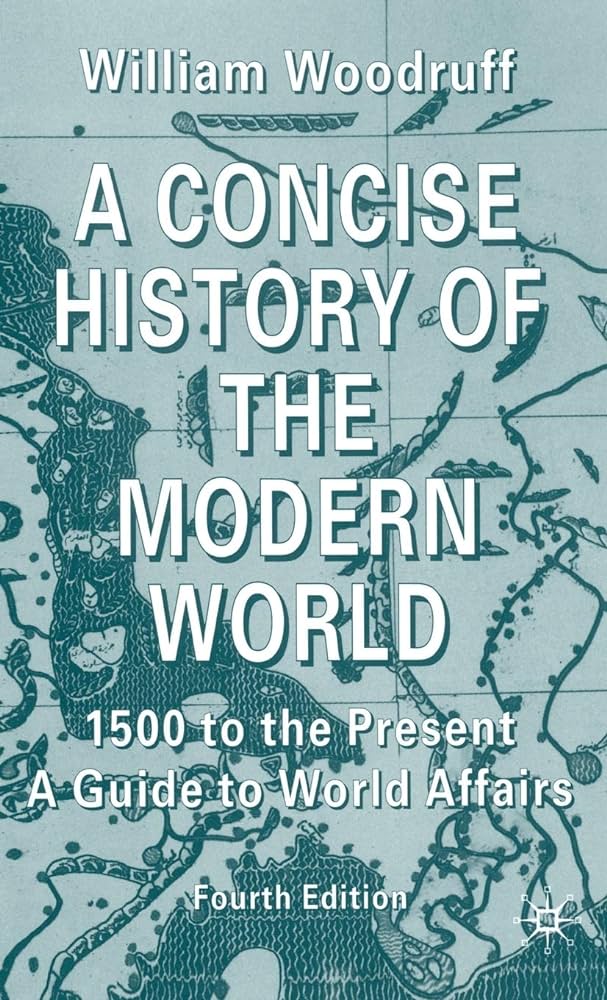 William Woodruff
A CONCISE
HISTORY OF
THE
MODERN
WORLD
1500 to the Present
A Guide to World Affairs
Fourth Edition